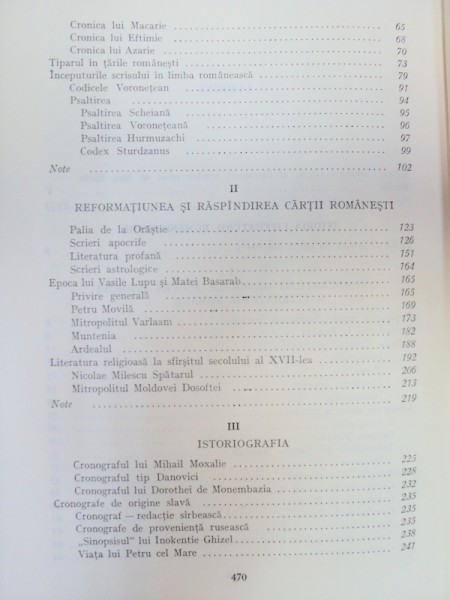 Cronica lui Macarie 65
Cronica lui Eftimie 68
Cronica lui Azarie 70
Tiparul în țările românești 73
Începuturile scrisului în limba românească 79
Codicele Voronețean 91
Psaltirea 94
Psaltirea Scheiană 95
Psaltirea Voronețeană 96
Psaltirea Hurmuzachi 97
Codex Sturdzanus 99
Note 102
II
REFORMAȚIUNEA ȘI RĂSPÎNDIREA CĂRȚII ROMÂNEȘTI
Palia de la Orăștie 123
Scrieri apocrife 126
Literatura profană 151
Scrieri astrologice 164
Epoca lui Vasile Lupu și Matei Basarab 165
Privire generală 165
Petru Movilă 169
Mitropolitul Varlaam 173
Muntenia 182
Ardealul 188
Literatura religioasă la sfîrșitul secolului al XVII-lea 192
Nicolae Milescu Spătarul 206
Mitropolitul Moldovei Dosoftei 213
Note 219
III
ISTORIOGRAFIA
Cronograful lui Mihail Moxalie 225
Cronograful tip Danovici 228
Cronograful lui Dorothei de Monembazia 232
Cronografe de origine slavă 235
Cronograf — redacție sîrbească 235
Cronografe de proveniență rusească 235
„Sinopsisul" lui Inokentie Ghizel 238
Viața lui Petru cel Mare 241
470